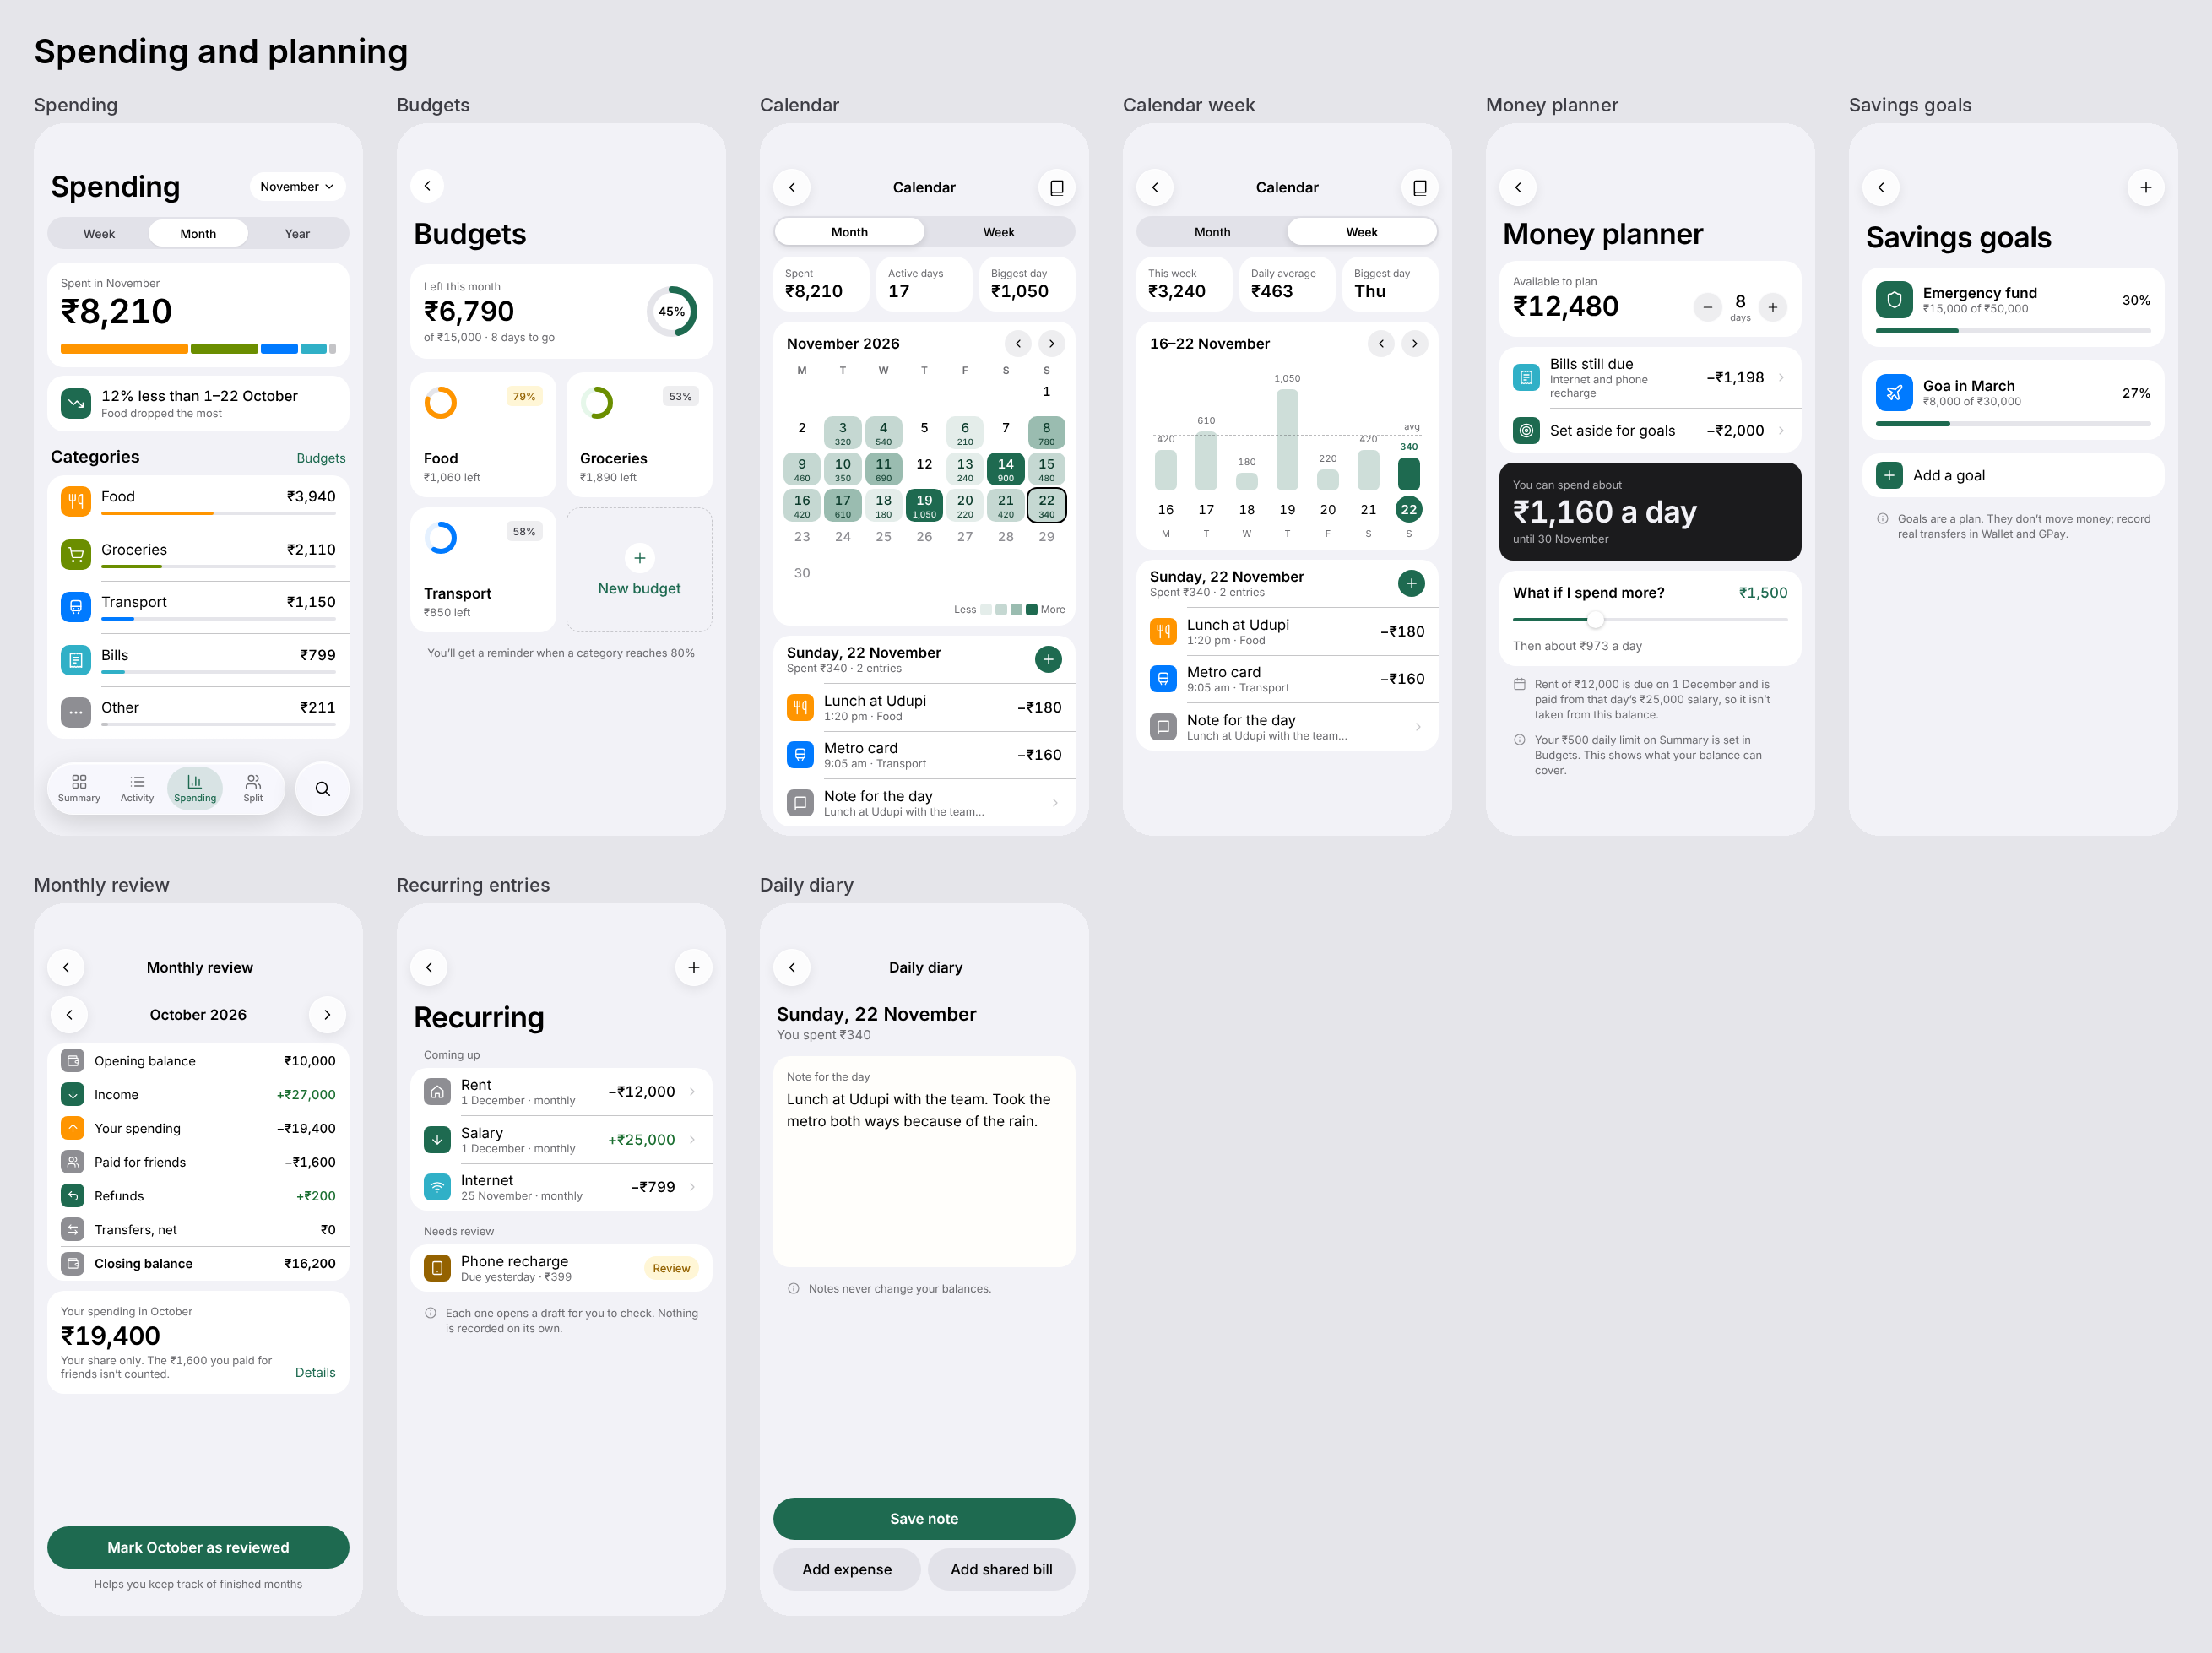 Spending and planning
Spending
Spending
November
Week Month Year
Spent in November
₹8,210
12% less than 1–22 October
Food dropped the most
Categories Budgets
Food ₹3,940
Groceries ₹2,110
Transport ₹1,150
Bills ₹799
Other ₹211
Summary Activity Spending Split
Budgets
Budgets
Left this month
₹6,790
of ₹15,000 · 8 days to go
45%
79%
Food
₹1,060 left
53%
Groceries
₹1,890 left
58%
Transport
₹850 left
New budget
You'll get a reminder when a category reaches 80%
Calendar
Calendar
Month Week
Spent
₹8,210
Active days
17
Biggest day
₹1,050
November 2026
M T W T F S S
1
2 3 4 5 6 7 8
320 540 210 780
9 10 11 12 13 14 15
460 350 690 240 900 480
16 17 18 19 20 21 22
420 610 180 1,050 220 420 340
23 24 25 26 27 28 29
30
Less More
Sunday, 22 November
Spent ₹340 · 2 entries
Lunch at Udupi −₹180
1:20 pm · Food
Metro card −₹160
9:05 am · Transport
Note for the day
Lunch at Udupi with the team...
Calendar week
Calendar
Month Week
This week
₹3,240
Daily average
₹463
Biggest day
Thu
16–22 November
420 610 180 1,050 220 420 340
avg
16 17 18 19 20 21 22
M T W T F S S
Sunday, 22 November
Spent ₹340 · 2 entries
Lunch at Udupi −₹180
1:20 pm · Food
Metro card −₹160
9:05 am · Transport
Note for the day
Lunch at Udupi with the team...
Money planner
Money planner
Available to plan
₹12,480
8
days
Bills still due −₹1,198
Internet and phone
recharge
Set aside for goals −₹2,000
You can spend about
₹1,160 a day
until 30 November
What if I spend more? ₹1,500
Then about ₹973 a day
Rent of ₹12,000 is due on 1 December and is
paid from that day's ₹25,000 salary, so it isn't
taken from this balance.
Your ₹500 daily limit on Summary is set in
Budgets. This shows what your balance can
cover.
Savings goals
Savings goals
Emergency fund 30%
₹15,000 of ₹50,000
Goa in March 27%
₹8,000 of ₹30,000
Add a goal
Goals are a plan. They don't move money; record
real transfers in Wallet and GPay.
Monthly review
Monthly review
October 2026
Opening balance ₹10,000
Income +₹27,000
Your spending −₹19,400
Paid for friends −₹1,600
Refunds +₹200
Transfers, net ₹0
Closing balance ₹16,200
Your spending in October
₹19,400
Your share only. The ₹1,600 you paid for
friends isn't counted.
Details
Mark October as reviewed
Helps you keep track of finished months
Recurring entries
Recurring
Coming up
Rent −₹12,000
1 December · monthly
Salary +₹25,000
1 December · monthly
Internet −₹799
25 November · monthly
Needs review
Phone recharge Review
Due yesterday · ₹399
Each one opens a draft for you to check. Nothing
is recorded on its own.
Daily diary
Daily diary
Sunday, 22 November
You spent ₹340
Note for the day
Lunch at Udupi with the team. Took the
metro both ways because of the rain.
Notes never change your balances.
Save note
Add expense Add shared bill